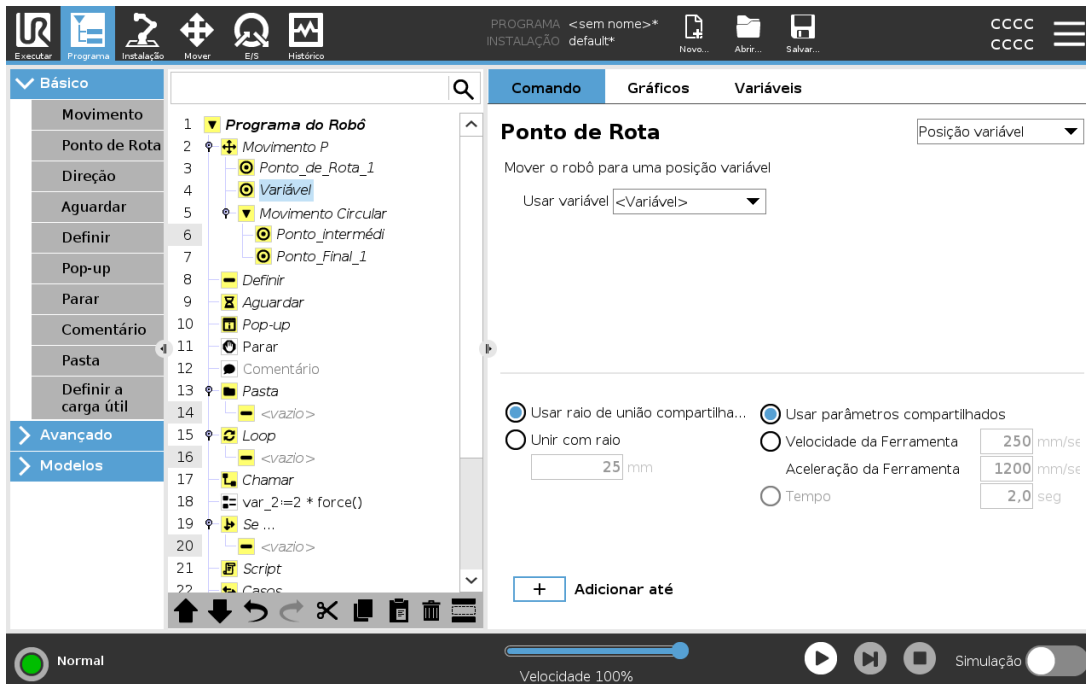 PROGRAMA <sem nome>*
INSTALAÇÃO default*
Novo...
Abrir...
Salvar...
CCCC
CCCC
Executar
Programa
Instalação
Mover
E/S
Histórico
Básico
Movimento
Ponto de Rota
Direção
Aguardar
Definir
Pop-up
Parar
Comentário
Pasta
Definir a
carga útil
Avançado
Modelos
1 Programa do Robô
2 Movimento P
3 Ponto_de_Rota_1
4 Variável
5 Movimento Circular
6 Ponto_intermédi
7 Ponto_Final_1
8 Definir
9 Aguardar
10 Pop-up
11 Parar
12 Comentário
13 Pasta
14 <vazio>
15 Loop
16 <vazio>
17 Chamar
18 var_2:=2 * force()
19 Se ...
20 <vazio>
21 Script
22 Casos
Comando Gráficos Variáveis
Ponto de Rota
Posição variável
Mover o robô para uma posição variável
Usar variável <Variável>
Usar raio de união compartilha...
Unir com raio
25 mm
Usar parâmetros compartilhados
Velocidade da Ferramenta 250 mm/se
Aceleração da Ferramenta 1200 mm/se
Tempo 2,0 seg
+ Adicionar até
Normal
Velocidade 100%
Simulação